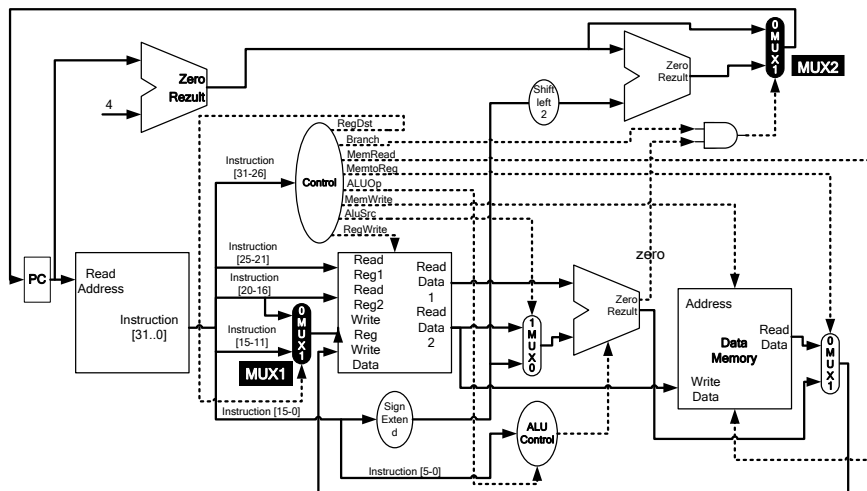 0
M
U
X
1
MUX2
Zero
Rezult
Zero
Rezult
4
Shift
left
2
RegDst
Branch
MemRead
MemtoReg
ALUOp
MemWrite
AluSrc
RegWrite
Control
Instruction
[31-26]
Instruction
[25-21]
Instruction
[20-16]
Instruction
[15-11]
Instruction [15-0]
Instruction [5-0]
PC
Read
Address
Instruction
[31..0]
0
M
U
X
1
MUX1
Read
Reg1
Read
Reg2
Write
Reg
Write
Data
Read
Data
1
Read
Data
2
1
M
U
X
0
zero
Zero
Rezult
Address
Data
Memory
Read
Data
Write
Data
0
M
U
X
1
Sign
Exten
d
ALU
Control